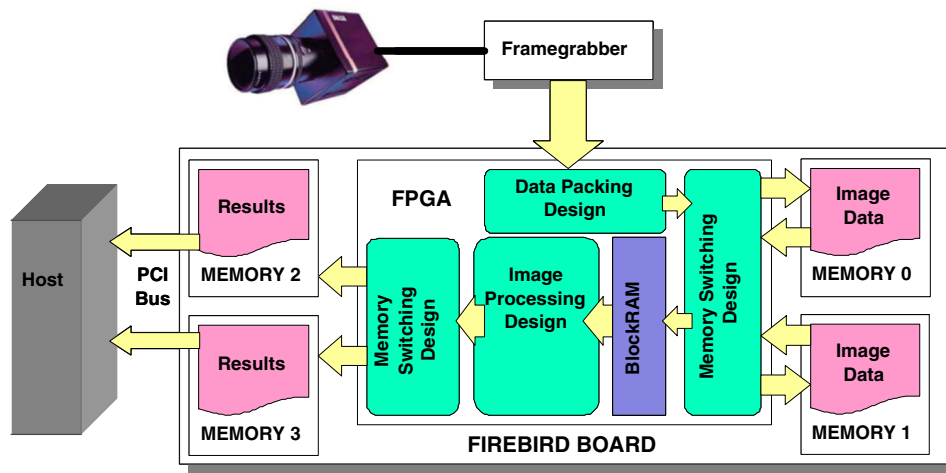 Framegrabber
Data Packing
Design
FPGA
Results
MEMORY 2
Image
Data
MEMORY 0
Host
PCI
Bus
Memory
Switching
Design
Image
Processing
Design
BlockRAM
Memory Switching
Design
Results
MEMORY 3
Image
Data
MEMORY 1
FIREBIRD BOARD